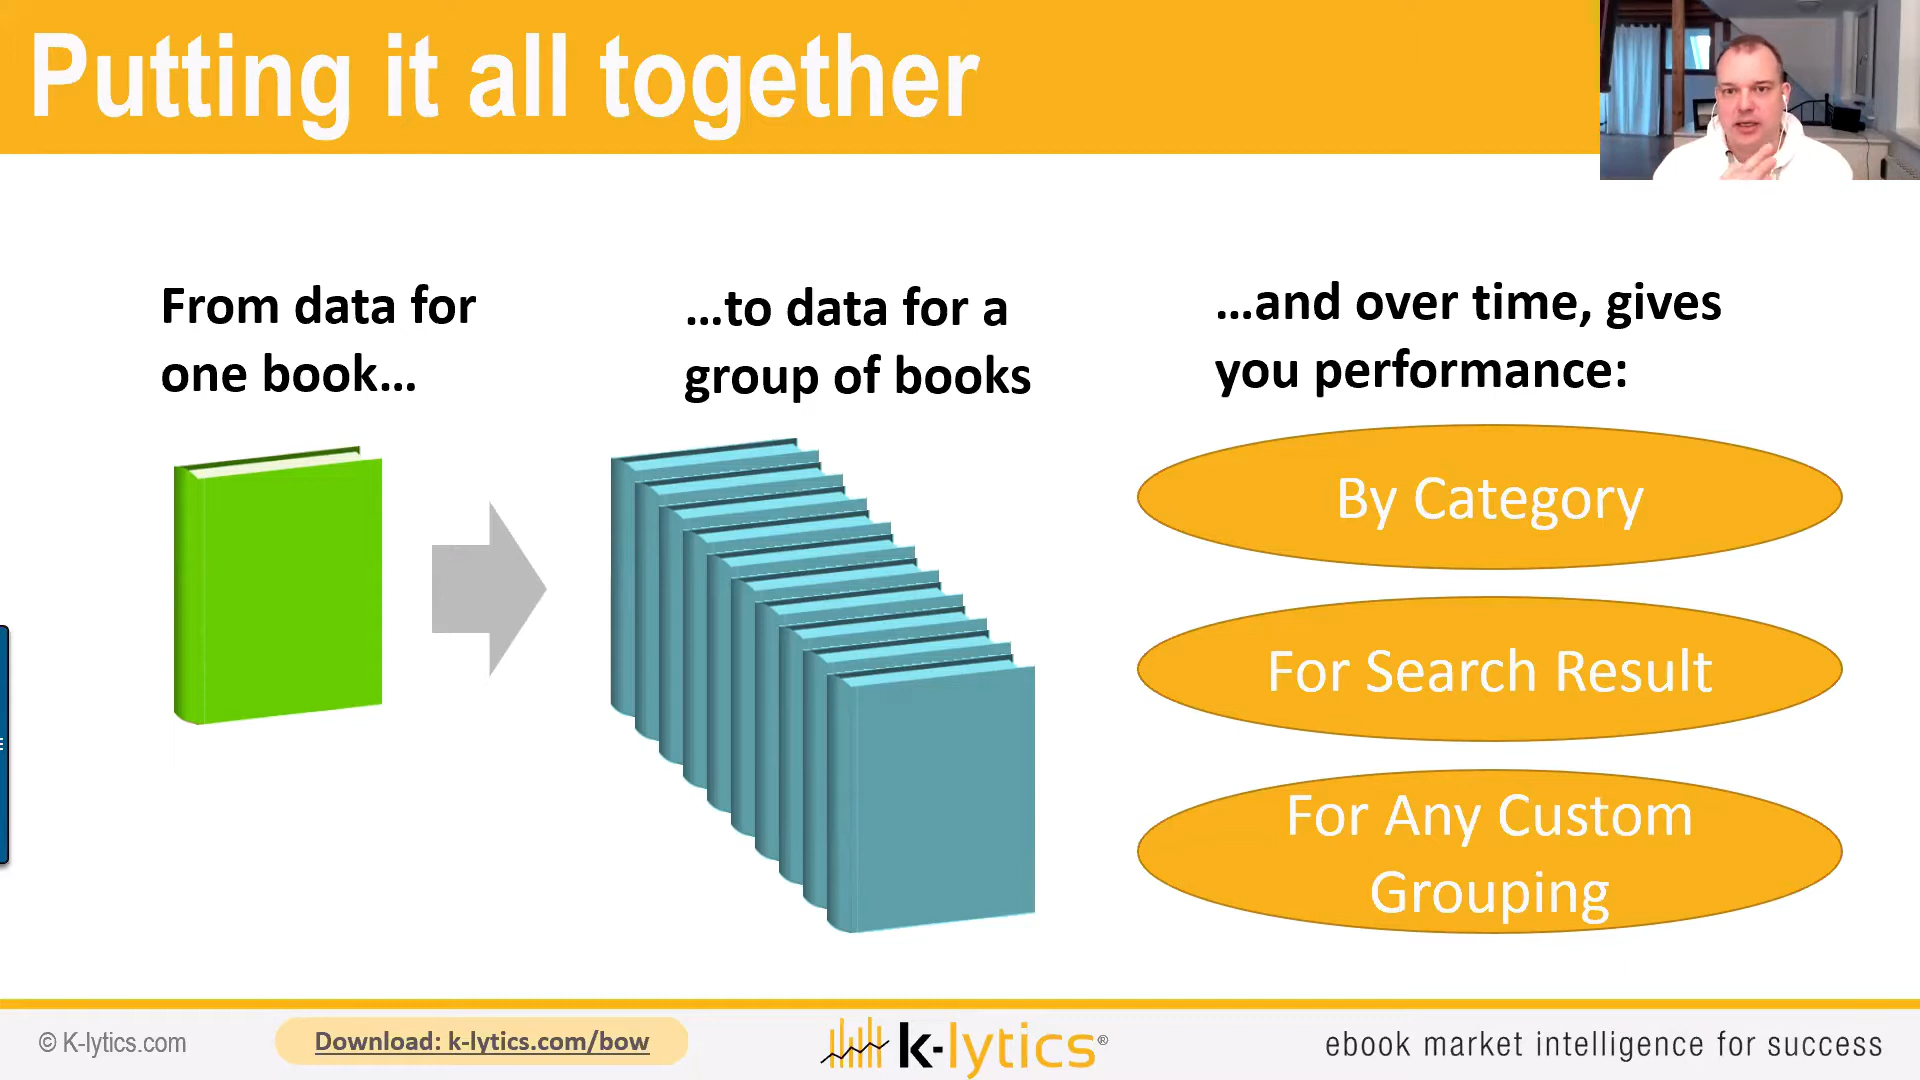 Putting it all together
From data for
one book...
...to data for a
group of books
...and over time, gives
you performance:
By Category
For Search Result
For Any Custom
Grouping
© K-lytics.com
Download: k-lytics.com/bow
k-lytics®
ebook market intelligence for success